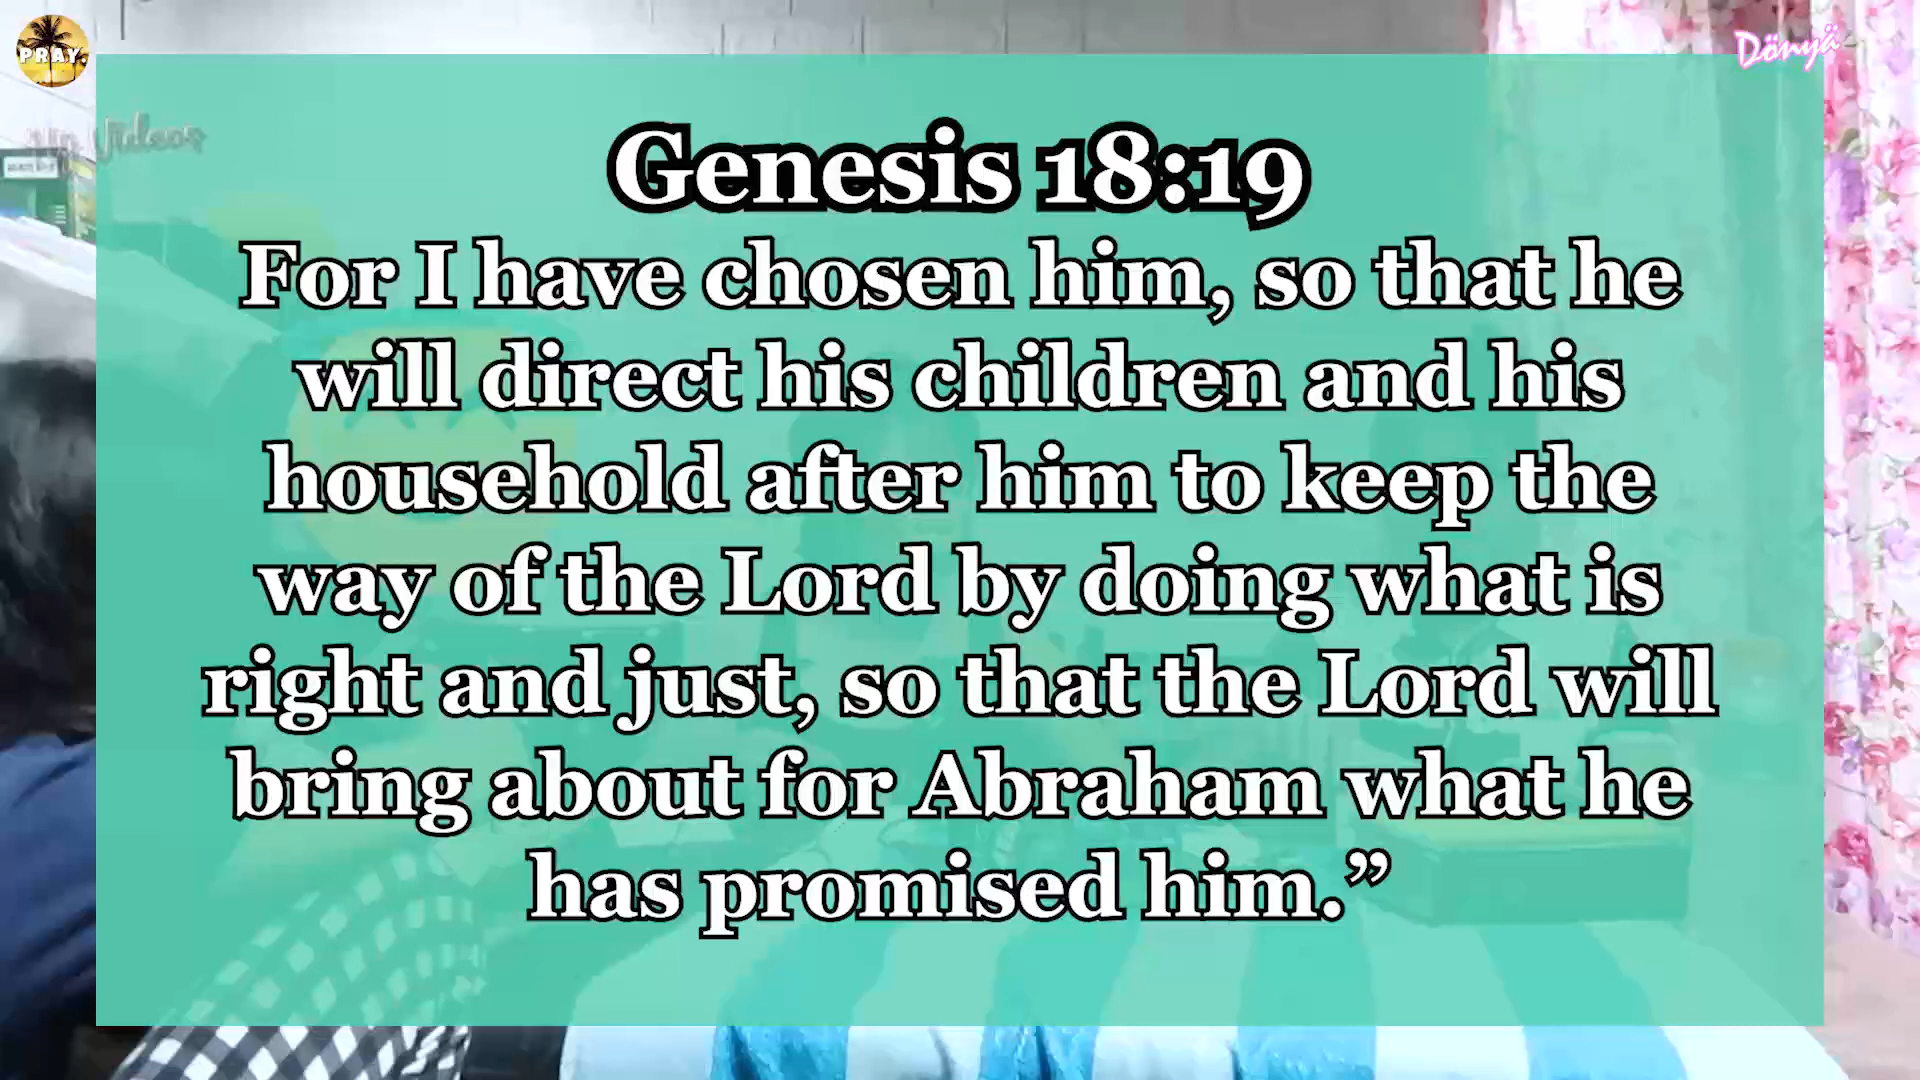 PRAY.
Dönyä
Videos
Genesis 18:19
For I have chosen him, so that he
will direct his children and his
household after him to keep the
way of the Lord by doing what is
right and just, so that the Lord will
bring about for Abraham what he
has promised him.”